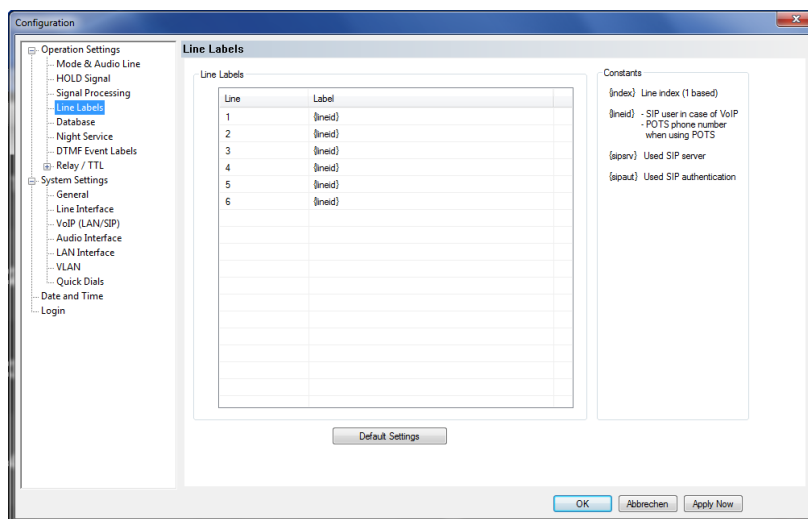 Configuration
Operation Settings
Mode & Audio Line
HOLD Signal
Signal Processing
Line Labels
Database
Night Service
DTMF Event Labels
Relay / TTL
System Settings
General
Line Interface
VoIP (LAN/SIP)
Audio Interface
LAN Interface
VLAN
Quick Dials
Date and Time
Login
Line Labels
Line Labels
Line Label
1 {lineid}
2 {lineid}
3 {lineid}
4 {lineid}
5 {lineid}
6 {lineid}
Default Settings
Constants
{index} Line index (1 based)
{lineid} - SIP user in case of VoIP
- POTS phone number
when using POTS
{sipsrv} Used SIP server
{sipaut} Used SIP authentication
OK Abbrechen Apply Now